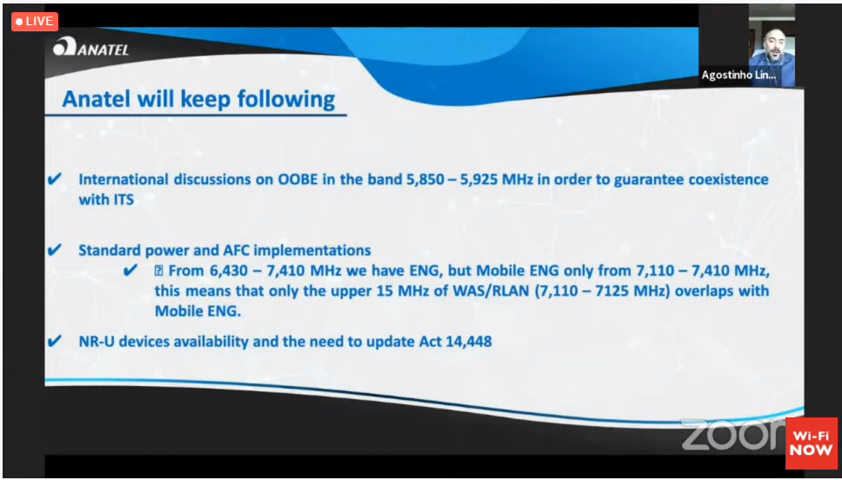 LIVE
ANATEL
Agostinho Lin...
Anatel will keep following
✔ International discussions on OOBE in the band 5,850 – 5,925 MHz in order to guarantee coexistence
with ITS
✔ Standard power and AFC implementations
✔ From 6,430 – 7,410 MHz we have ENG, but Mobile ENG only from 7,110 – 7,410 MHz,
this means that only the upper 15 MHz of WAS/RLAN (7,110 – 7125 MHz) overlaps with
Mobile ENG.
✔ NR-U devices availability and the need to update Act 14,448
zoom
Wi-Fi
NOW